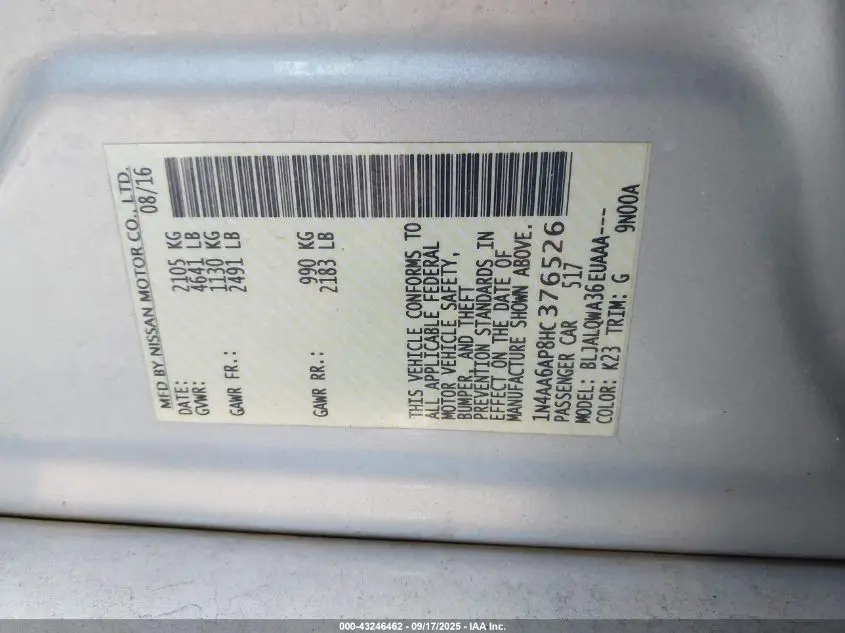 MFD BY NISSAN MOTOR CO., LTD.
DATE: 08/16
GVWR: 2105 KG
4641 LB
GAWR FR.: 1130 KG
2491 LB
GAWR RR.: 990 KG
2183 LB
THIS VEHICLE CONFORMS TO
ALL APPLICABLE FEDERAL
MOTOR VEHICLE SAFETY,
BUMPER, AND THEFT
PREVENTION STANDARDS IN
EFFECT ON THE DATE OF
MANUFACTURE SHOWN ABOVE.
1N4AA6AP8HC376526
PASSENGER CAR 517
MODEL: BLJALQWA36EUAAA---
COLOR: K23 TRIM: G 9N00A
000-43246462 - 09/17/2025 - IAA Inc.